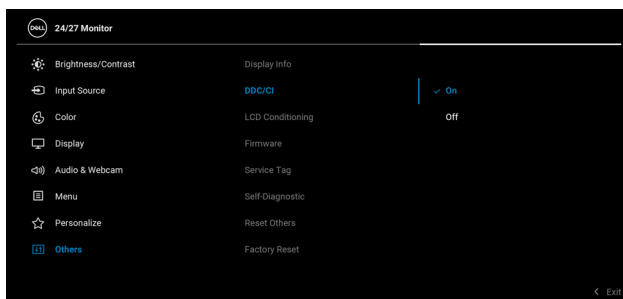 DELL 24/27 Monitor
Brightness/Contrast Display Info
Input Source DDC/CI On
Color LCD Conditioning Off
Display Firmware
Audio & Webcam Service Tag
Menu Self-Diagnostic
Personalize Reset Others
Others Factory Reset
Exit